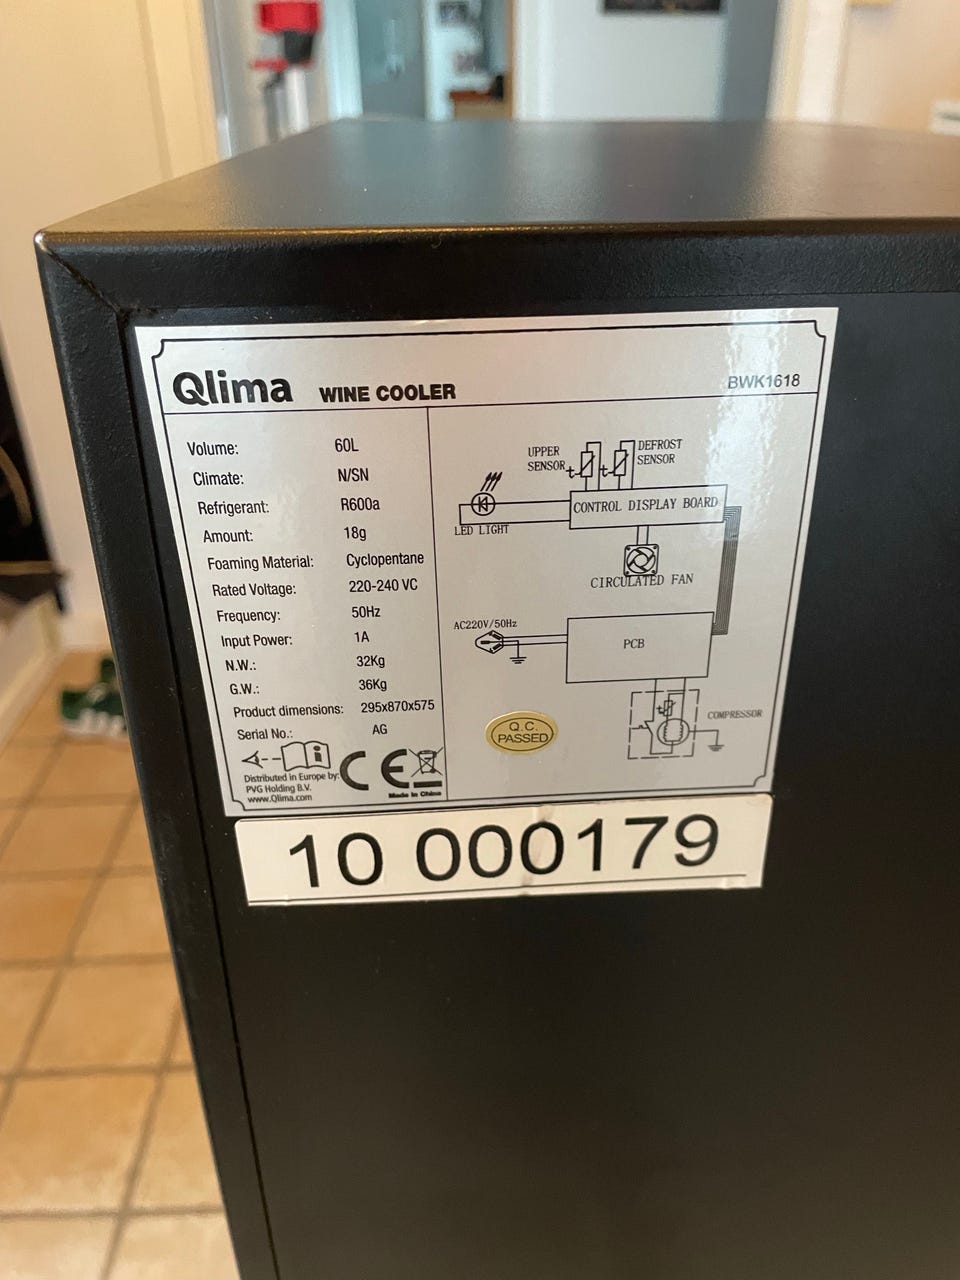 Qlima WINE COOLER BWK1618
Volume: 60L
Climate: N/SN
Refrigerant: R600a
Amount: 18g
Foaming Material: Cyclopentane
Rated Voltage: 220-240 VC
Frequency: 50Hz
Input Power: 1A
N.W.: 32Kg
G.W.: 36Kg
Product dimensions: 295x870x575
Serial No.: AG
Distributed in Europe by:
PVG Holding B.V.
www.Qlima.com
CE
Made in China
UPPER
SENSOR
t
t
DEFROST
SENSOR
CONTROL DISPLAY BOARD
LED LIGHT
CIRCULATED FAN
AC220V/50Hz
PCB
t
COMPRESSOR
Q.C.
PASSED
10 000179